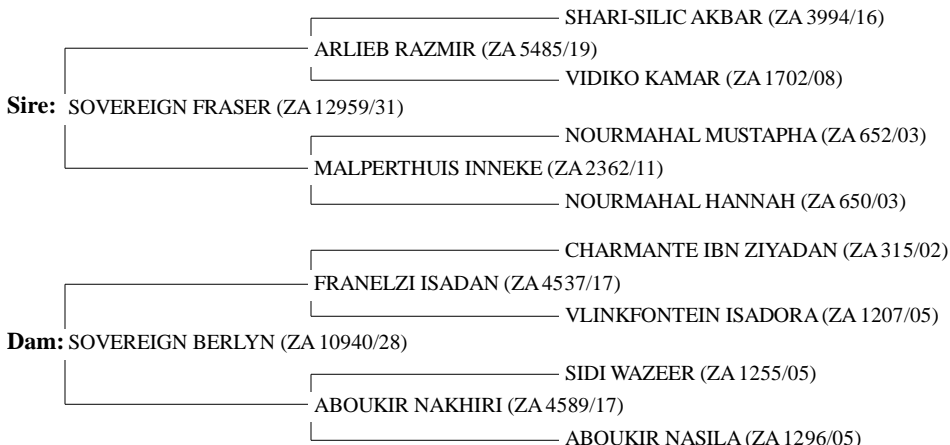 SHARI-SILIC AKBAR (ZA 3994/16)
ARLIEB RAZMIR (ZA 5485/19)
VIDIKO KAMAR (ZA 1702/08)
Sire: SOVEREIGN FRASER (ZA 12959/31)
NOURMAHAL MUSTAPHA (ZA 652/03)
MALPERTHUIS INNEKE (ZA 2362/11)
NOURMAHAL HANNAH (ZA 650/03)
CHARMANTE IBN ZIYADAN (ZA 315/02)
FRANELZI ISADAN (ZA 4537/17)
VLINKFONTEIN ISADORA (ZA 1207/05)
Dam: SOVEREIGN BERLYN (ZA 10940/28)
SIDI WAZEER (ZA 1255/05)
ABOUKIR NAKHIRI (ZA 4589/17)
ABOUKIR NASILA (ZA 1296/05)